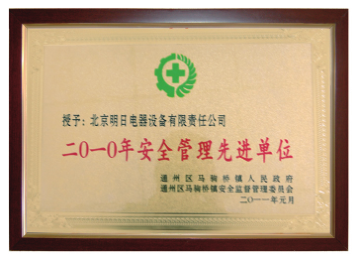 授予：北京明日电器设备有限责任公司
二〇一〇年安全管理先进单位
通州区马驹桥镇人民政府
通州区马驹桥镇安全监督管理委员会
二〇一一年元月